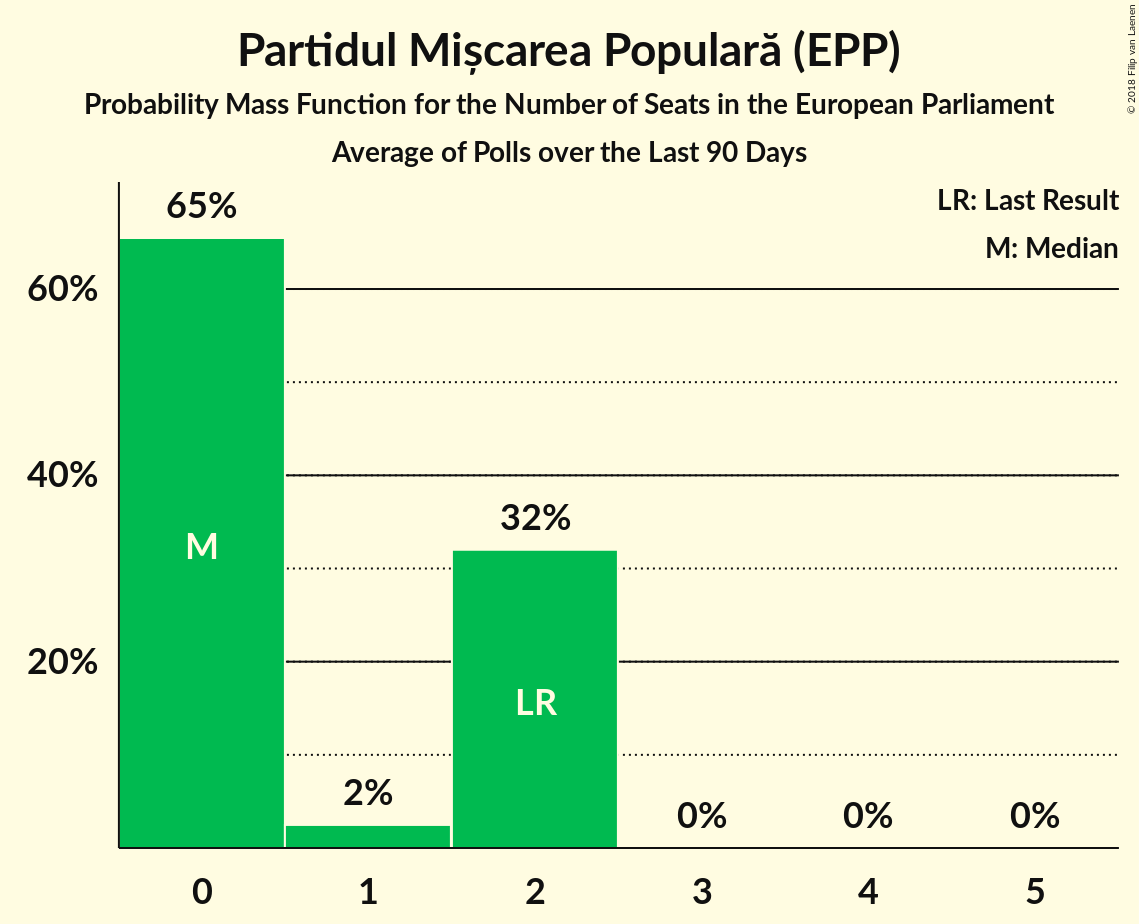 Partidul Mișcarea Populară (EPP)
Probability Mass Function for the Number of Seats in the European Parliament
Average of Polls over the Last 90 Days
© 2018 Filip van Laenen
LR: Last Result
M: Median
65%
60%
40%
20%
M
32%
LR
2%
0%
0%
0%
0
1
2
3
4
5